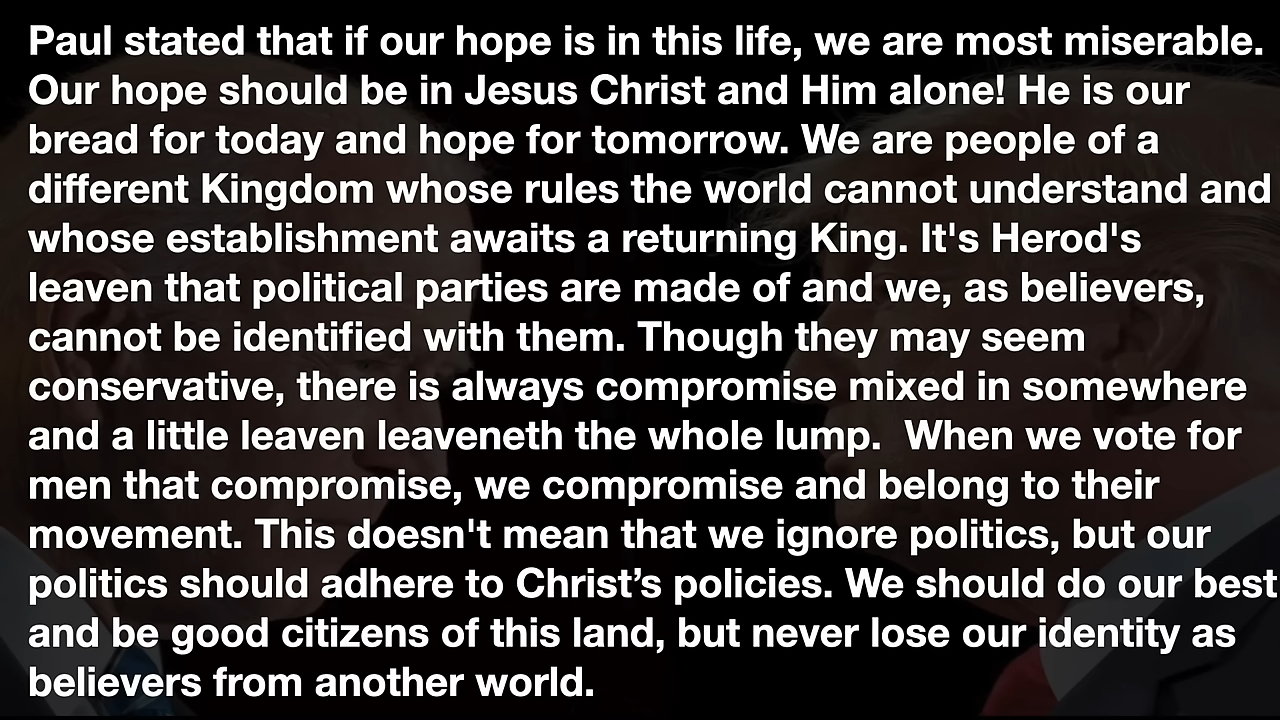 Paul stated that if our hope is in this life, we are most miserable.
Our hope should be in Jesus Christ and Him alone! He is our
bread for today and hope for tomorrow. We are people of a
different Kingdom whose rules the world cannot understand and
whose establishment awaits a returning King. It's Herod's
leaven that political parties are made of and we, as believers,
cannot be identified with them. Though they may seem
conservative, there is always compromise mixed in somewhere
and a little leaven leaveneth the whole lump.  When we vote for
men that compromise, we compromise and belong to their
movement. This doesn't mean that we ignore politics, but our
politics should adhere to Christ’s policies. We should do our best
and be good citizens of this land, but never lose our identity as
believers from another world.